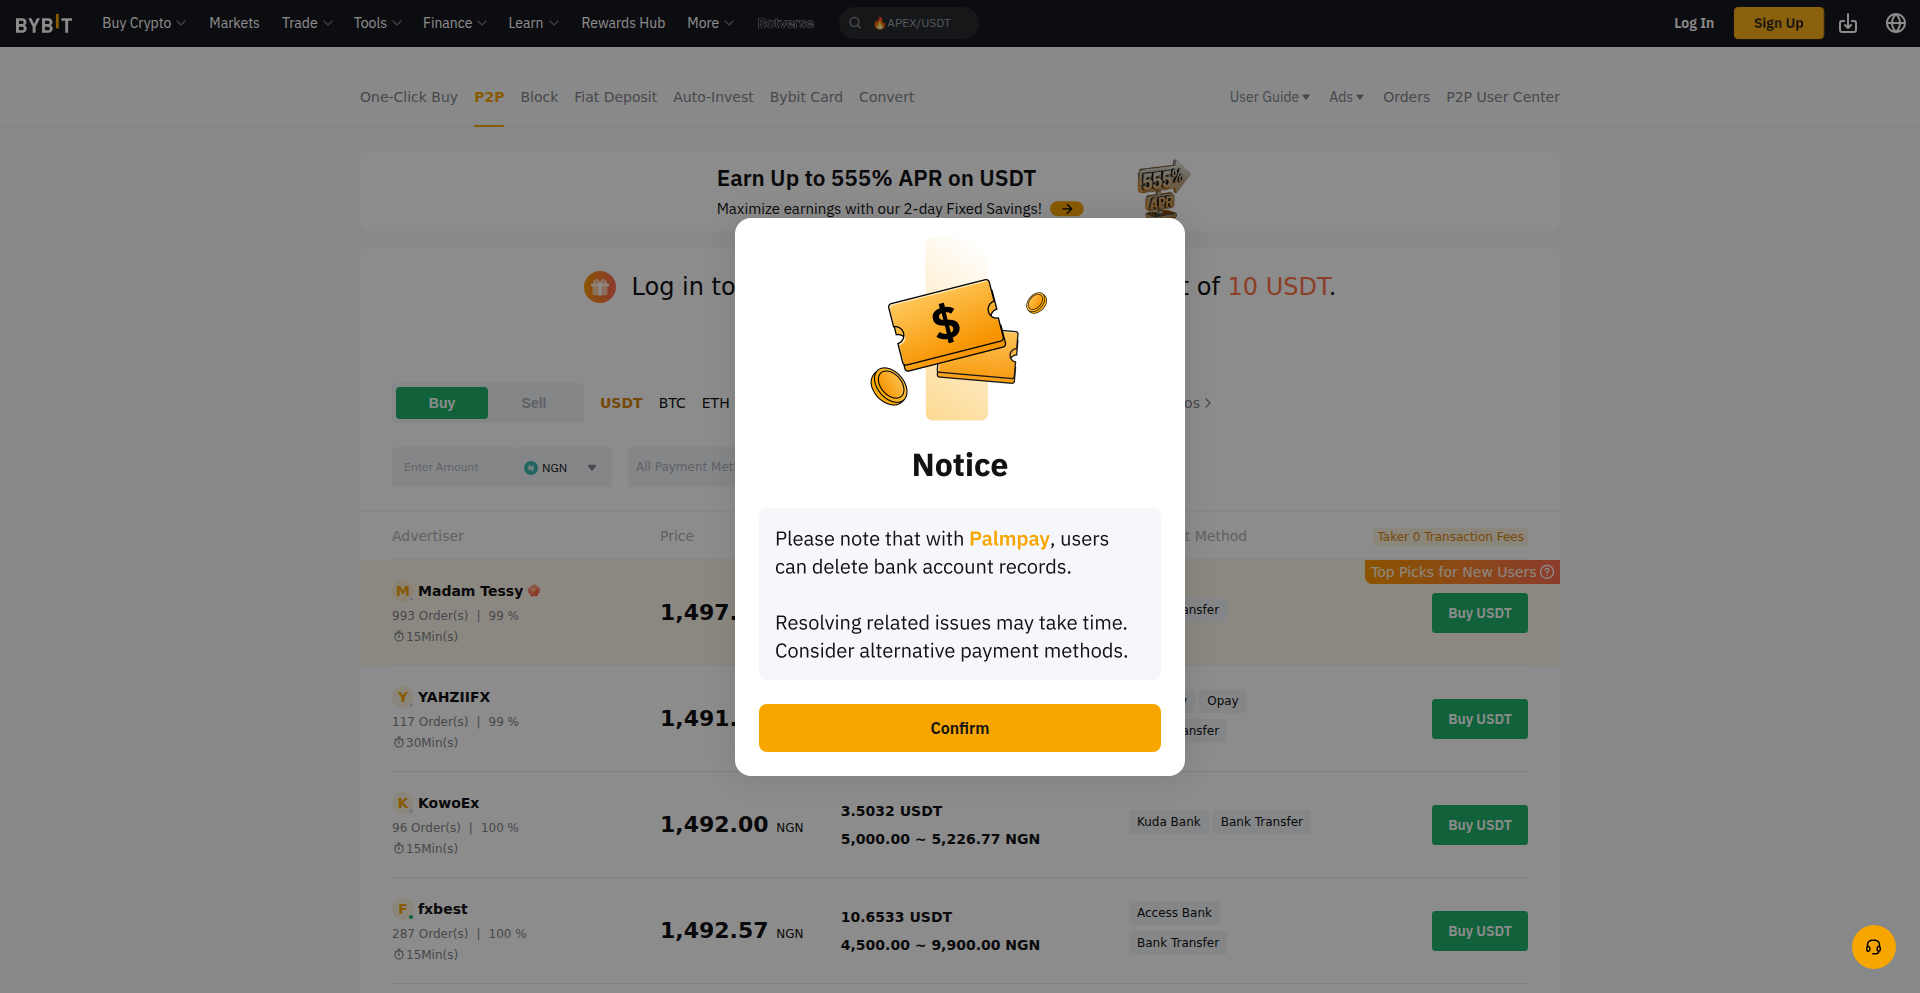 BYBIT Buy Crypto Markets Trade Tools Finance Learn Rewards Hub More Botverse APEX/USDT Log In Sign Up
One-Click Buy P2P Block Fiat Deposit Auto-Invest Bybit Card Convert User Guide Ads Orders P2P User Center
Earn Up to 555% APR on USDT
Maximize earnings with our 2-day Fixed Savings!
555%
APR
Log in to
of 10 USDT.
Buy Sell USDT BTC ETH
os
Enter Amount NGN All Payment Met
Advertiser Price
t Method Taker 0 Transaction Fees
Top Picks for New Users
M Madam Tessy
993 Order(s) | 99 %
15Min(s)
1,497.
ansfer
Buy USDT
Y YAHZIIFX
117 Order(s) | 99 %
30Min(s)
1,491.
y Opay
ansfer
Buy USDT
K KowoEx
96 Order(s) | 100 %
15Min(s)
1,492.00 NGN
3.5032 USDT
5,000.00 ~ 5,226.77 NGN
Kuda Bank Bank Transfer
Buy USDT
F fxbest
287 Order(s) | 100 %
15Min(s)
1,492.57 NGN
10.6533 USDT
4,500.00 ~ 9,900.00 NGN
Access Bank
Bank Transfer
Buy USDT
$
Notice
Please note that with Palmpay, users
can delete bank account records.
Resolving related issues may take time.
Consider alternative payment methods.
Confirm